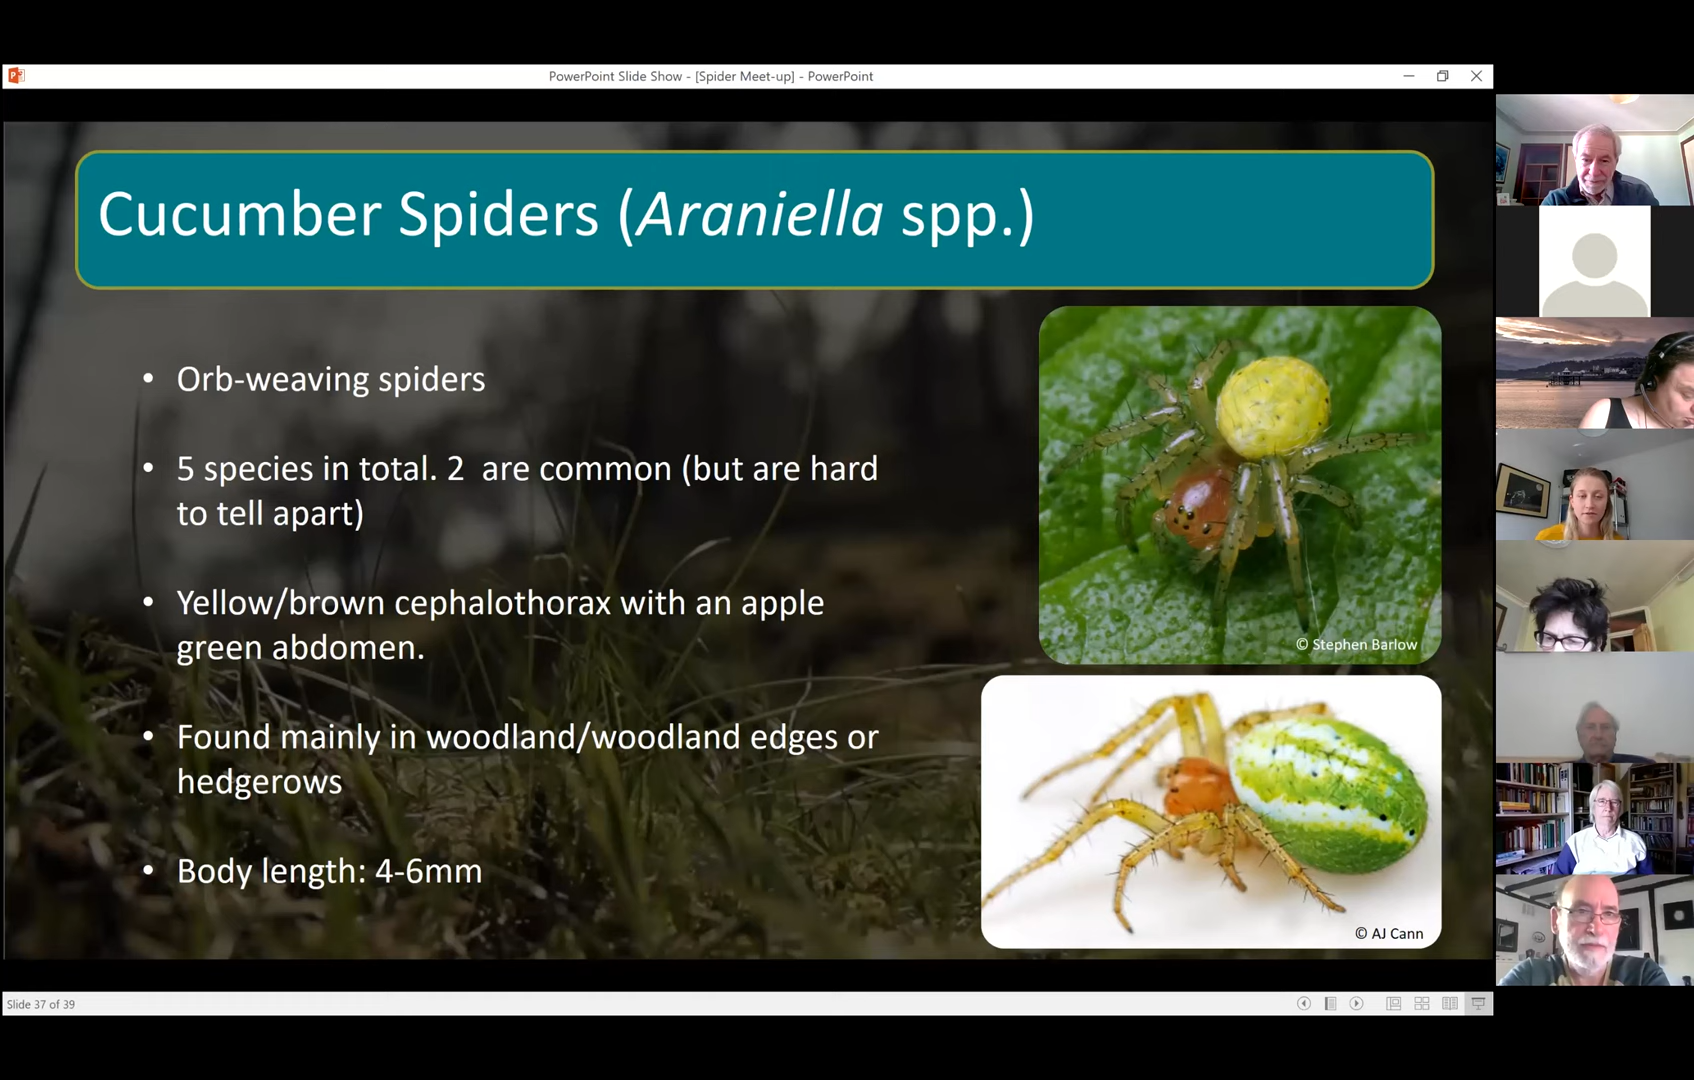 PowerPoint Slide Show - [Spider Meet-up] - PowerPoint
Cucumber Spiders (Araniella spp.)
• Orb-weaving spiders
• 5 species in total. 2  are common (but are hard
to tell apart)
• Yellow/brown cephalothorax with an apple
green abdomen.
• Found mainly in woodland/woodland edges or
hedgerows
• Body length: 4-6mm
© Stephen Barlow
© AJ Cann
Slide 37 of 39